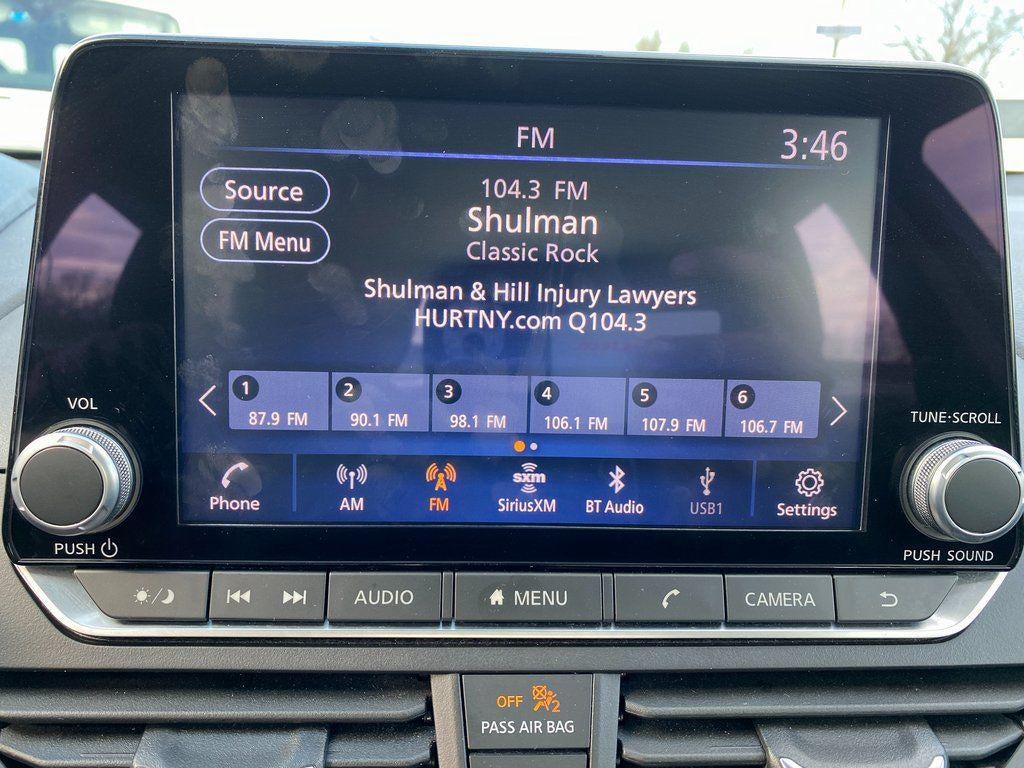 FM
3:46
Source
FM Menu
104.3 FM
Shulman
Classic Rock
Shulman & Hill Injury Lawyers
HURTNY.com Q104.3
1 2 3 4 5 6
87.9 FM 90.1 FM 98.1 FM 106.1 FM 107.9 FM 106.7 FM
VOL
TUNE·SCROLL
Phone AM FM SiriusXM BT Audio USB1 Settings
sxm
PUSH
PUSH SOUND
AUDIO MENU CAMERA
OFF 2
PASS AIR BAG